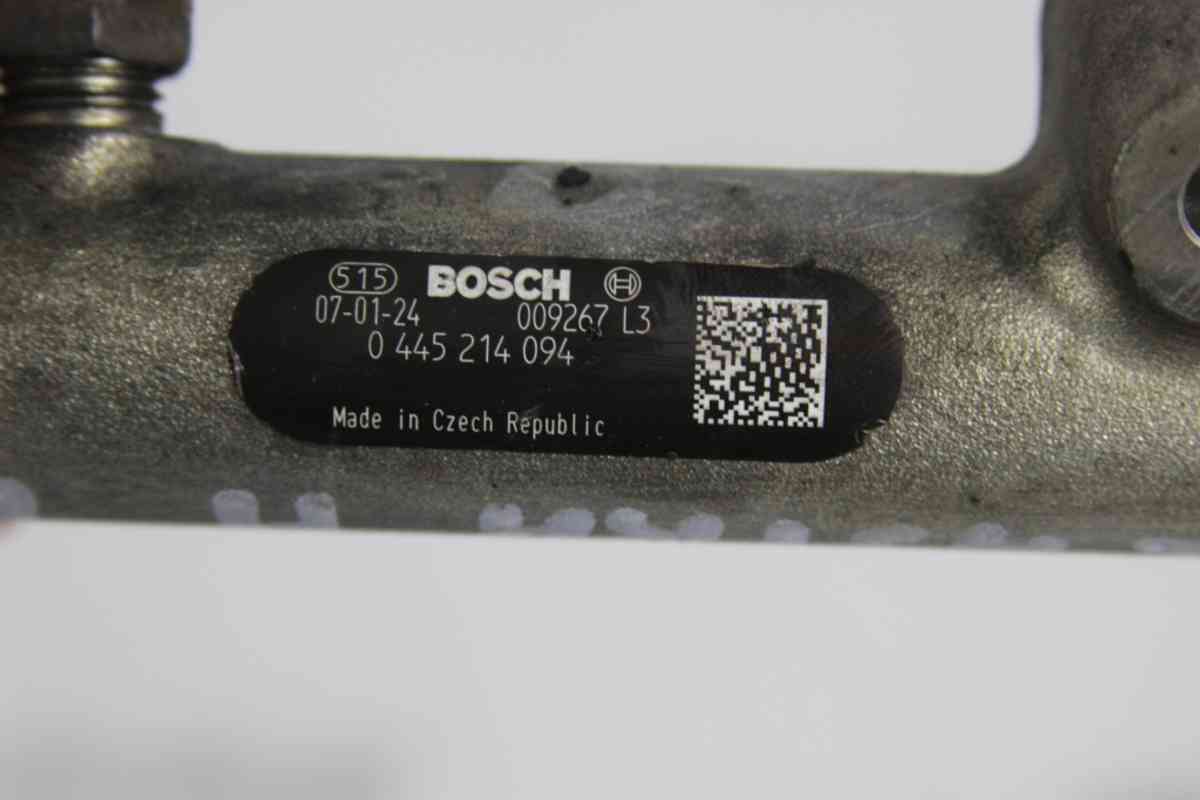 515 BOSCH
07-01-24 009267 L3
0 445 214 094
Made in Czech Republic